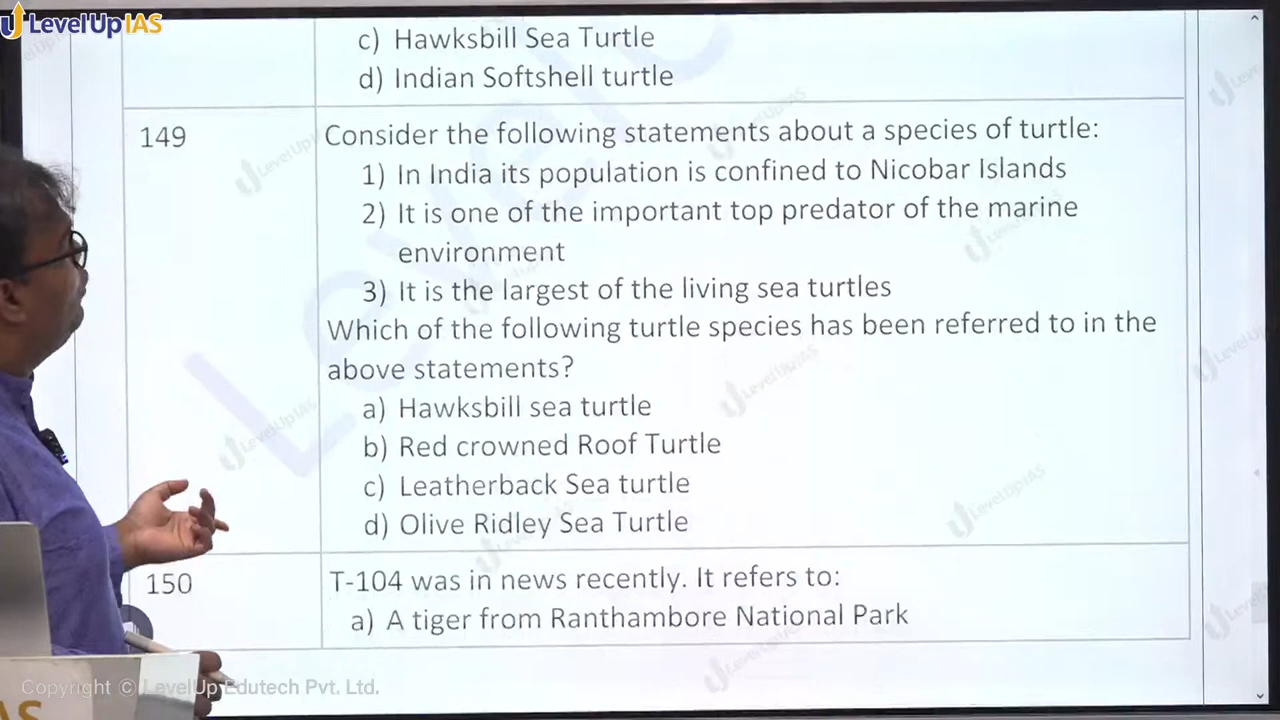 LevelUp IAS
c) Hawksbill Sea Turtle
d) Indian Softshell turtle
149
Consider the following statements about a species of turtle:
1) In India its population is confined to Nicobar Islands
2) It is one of the important top predator of the marine
environment
3) It is the largest of the living sea turtles
Which of the following turtle species has been referred to in the
above statements?
a) Hawksbill sea turtle
b) Red crowned Roof Turtle
c) Leatherback Sea turtle
d) Olive Ridley Sea Turtle
150
T-104 was in news recently. It refers to:
a) A tiger from Ranthambore National Park
Copyright © LevelUp Edutech Pvt. Ltd.
AS